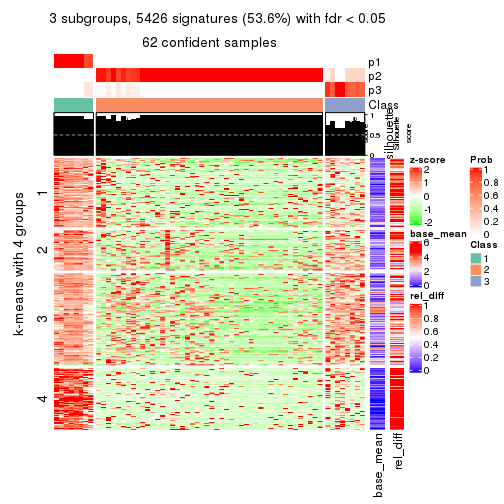 3 subgroups, 5426 signatures (53.6%) with fdr < 0.05
62 confident samples
p1
p2
p3
Class
1
0.5
0
silhouette
Silhouette
score
k-means with 4 groups
1
2
3
4
base_mean
rel_diff
z-score
2
1
0
-1
-2
base_mean
6
4
2
0
rel_diff
1
0.8
0.6
0.4
0.2
0
Prob
1
0.8
0.6
0.4
0.2
0
Class
1
2
3